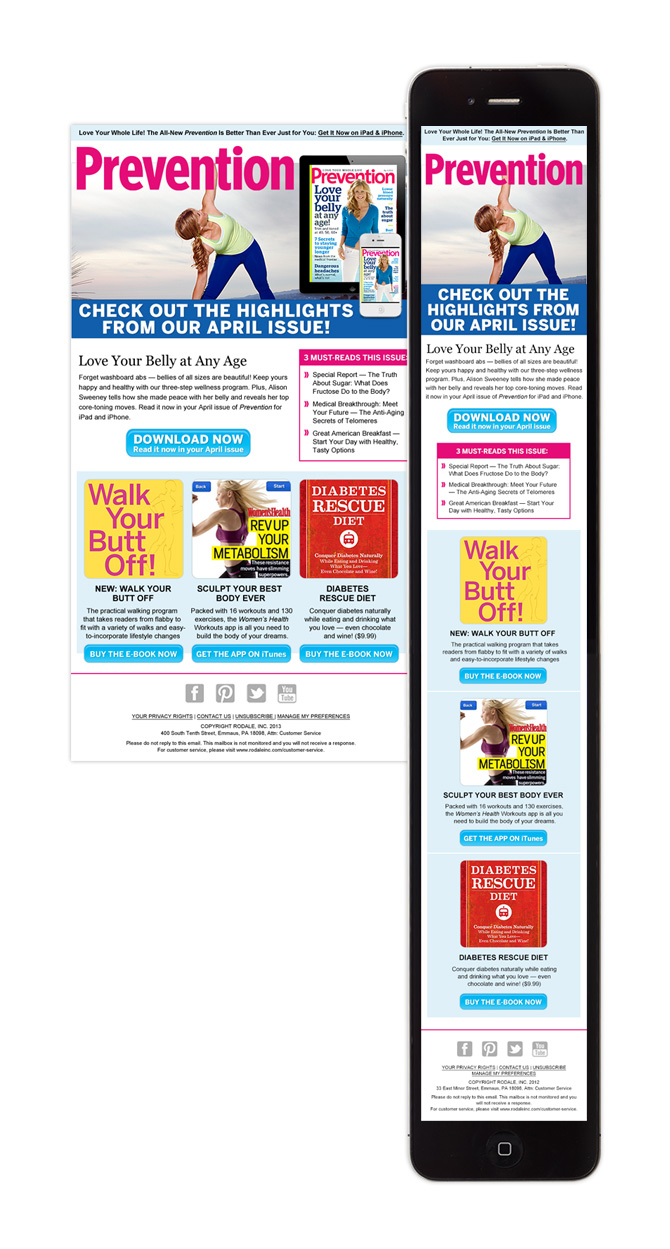 Love Your Whole Life! The All-New Prevention Is Better Than Ever Just for You: Get It Now on iPad & iPhone.
Prevention
LOVE YOUR WHOLE LIFE
Prevention
Love
your
belly
at any
age!
7 Secrets
to staying
younger
longer
Dangerous
headaches
The truth
about
sugar
Prevention
Love
your
belly
CHECK OUT THE HIGHLIGHTS
FROM OUR APRIL ISSUE!
Love Your Belly at Any Age
Forget washboard abs — bellies of all sizes are beautiful! Keep yours
happy and healthy with our three-step wellness program. Plus, Alison
Sweeney tells how she made peace with her belly and reveals her top
core-toning moves. Read it now in your April issue of Prevention for
iPad and iPhone.
DOWNLOAD NOW
Read it now in your April issue
3 MUST-READS THIS ISSUE:
Special Report — The Truth
About Sugar: What Does
Fructose Do to the Body?
Medical Breakthrough: Meet
Your Future — The Anti-Aging
Secrets of Telomeres
Great American Breakfast —
Start Your Day with Healthy,
Tasty Options
Walk
Your
Butt
Off!
NEW: WALK YOUR
BUTT OFF
The practical walking program
that takes readers from flabby to
fit with a variety of walks and easy-
to-incorporate lifestyle changes
BUY THE E-BOOK NOW
Back
Start
Women'sHealth
REV UP
YOUR
METABOLISM
These resistance
moves have slimming
superpowers.
SCULPT YOUR BEST
BODY EVER
Packed with 16 workouts and 130
exercises, the Women's Health
Workouts app is all you need to
build the body of your dreams.
GET THE APP ON iTunes
DIABETES
RESCUE
DIET
Conquer Diabetes Naturally
While Eating and Drinking
What You Love—
Even Chocolate and Wine!
DIABETES
RESCUE DIET
Conquer diabetes naturally
while eating and drinking what
you love — even chocolate
and wine! ($9.99)
BUY THE E-BOOK NOW
f
P
You
Tube
YOUR PRIVACY RIGHTS | CONTACT US | UNSUBSCRIBE | MANAGE MY PREFERENCES
COPYRIGHT RODALE, INC. 2013
400 South Tenth Street, Emmaus, PA 18098, Attn: Customer Service
Please do not reply to this email. This mailbox is not monitored and you will not receive a response.
For customer service, please visit www.rodaleinc.com/customer-service.
Love Your Whole Life! The All-New Prevention Is Better Than
Ever Just for You: Get It Now on iPad & iPhone.
Prevention
CHECK OUT THE
HIGHLIGHTS FROM
OUR APRIL ISSUE!
Love Your Belly at Any Age
Forget washboard abs — bellies of all sizes are beautiful!
Keep yours happy and healthy with our three-step wellness
program. Plus, Alison Sweeney tells how she made peace
with her belly and reveals her top core-toning moves. Read
it now in your April issue of Prevention for iPad and iPhone.
DOWNLOAD NOW
Read it now in your April issue
3 MUST-READS THIS ISSUE:
Special Report — The Truth About Sugar:
What Does Fructose Do to the Body?
Medical Breakthrough: Meet Your Future
— The Anti-Aging Secrets of Telomeres
Great American Breakfast — Start Your
Day with Healthy, Tasty Options
Walk
Your
Butt
Off!
NEW: WALK YOUR BUTT OFF
The practical walking program that takes
readers from flabby to fit with a variety of walks
and easy-to-incorporate lifestyle changes
BUY THE E-BOOK NOW
Back
Start
Women'sHealth
REV UP
YOUR
METABOLISM
These resistance
moves have slimming
superpowers.
SCULPT YOUR BEST BODY EVER
Packed with 16 workouts and 130 exercises,
the Women's Health Workouts app is all you
need to build the body of your dreams.
GET THE APP ON iTunes
DIABETES
RESCUE
DIET
Conquer Diabetes Naturally
While Eating and Drinking
What You Love—
Even Chocolate and Wine!
DIABETES RESCUE DIET
Conquer diabetes naturally while eating
and drinking what you love — even
chocolate and wine! ($9.99)
BUY THE E-BOOK NOW
f
P
You
Tube
YOUR PRIVACY RIGHTS | CONTACT US | UNSUBSCRIBE
MANAGE MY PREFERENCES
COPYRIGHT RODALE, INC. 2012
33 East Minor Street, Emmaus, PA 18098, Attn: Customer Service
Please do not reply to this email. This mailbox is not monitored and you
will not receive a response.
For customer service, please visit www.rodaleinc.com/customer-service.